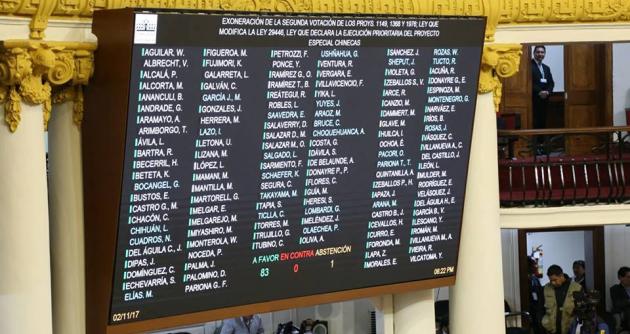 EXONERACIÓN DE LA SEGUNDA VOTACIÓN DE LOS PROYS. 1149, 1368 Y 1976; LEY QUE
MODIFICA LA LEY 29446, LEY QUE DECLARA LA EJECUCIÓN PRIORITARIA DEL PROYECTO
ESPECIAL CHINECAS
AGUILAR, W.
ALBRECHT, V.
ALCALÁ, P.
ALCORTA, M.
ANANCULI, B.
ANDRADE, G.
ARAMAYO, A.
ARIMBORGO, T.
ÁVILA, L.
BARTRA, R.
BECERRIL, H.
BETETA, K.
BOCANGEL, G.
BUSTOS, E.
CASTRO G., M.
CHACÓN, C.
CHIHUÁN, L.
CUADROS, N.
DEL ÁGUILA C., J.
DIPAS, J.
DOMÍNGUEZ, C.
ECHEVARRÍA, S.
ELÍAS, M.
FIGUEROA, M.
FUJIMORI, K.
GALARRETA, L.
GALVÁN, C.
GARCÍA J., M.
GONZALES, J.
HERRERA, M.
LAZO, I.
LETONA, U.
LIZANA, M.
LÓPEZ, L.
MAMANI, M.
MANTILLA, M.
MARTORELL, G.
MELGAR, E.
MELGAREJO, M.
MIYASHIRO, M.
MONTEROLA, W.
NOCEDA, P.
PALMA, J.
PALOMINO, D.
PARIONA G., F.
PETROZZI, F.
PONCE, Y.
RAMÍREZ G., O.
RAMÍREZ T., B.
REÁTEGUI, R.
ROBLES, L.
SAAVEDRA, E.
SALAVERRY, D.
SALAZAR D., M.
SALAZAR M., O.
SALGADO, L.
SARMIENTO, F.
SCHAEFER, K.
SEGURA, C.
TAKAYAMA, M.
TAPIA, S.
TICLLA, C.
TORRES, M.
TRUJILLO, G.
TUBINO, C.
USHÑAHUA, G.
VENTURA, R.
VERGARA, E.
VILLAVICENCIO, F.
YIKA, L.
YUYES, J.
ARAOZ, M.
BRUCE, C.
CHOQUEHUANCA, A.
COSTA, G.
DÁVILA, S.
DE BELAUNDE, A.
DONAYRE P., P.
FLORES, C.
GUÍA, M.
HERESI, S.
LOMBARDI, G.
MELÉNDEZ, J.
OLAECHEA, P.
OLIVA, A.
SÁNCHEZ, J.
SHEPUT, J.
VIOLETA, G.
ZEBALLOS S., V.
ARCE, R.
CANZIO, M.
DAMMERT, M.
GLAVE, M.
HUILCA, I.
OCHOA, É.
PACORI, O.
PARIONA T., T.
QUINTANILLA, A.
ZEBALLOS P., H.
APAZA, J.
ARANA, M.
CASTRO B., J.
CEVALLOS, H.
CURRO, E.
FORONDA, M.
LAPA, Z.
MORALES, E.
ROZAS, W.
TUCTO, R.
ACUÑA, R.
DONAYRE G., E.
ESPINOZA, M.
MONTENEGRO, G.
RÍOS, B.
ROSAS, J.
VÁSQUEZ, C.
VILLANUEVA A., C.
DEL CASTILLO, J.
LEÓN, L.
MULDER, M.
RODRÍGUEZ, E.
VELÁSQUEZ, J.
DEL ÁGUILA H., E.
GARCÍA B., Y.
LESCANO, Y.
ROMÁN, M.
VILLANUEVA M., A.
VIEIRA, R.
VILCATOMA, Y.
A FAVOR EN CONTRA ABSTENCIÓN
83 0 1
02/11/17
06:22 PM